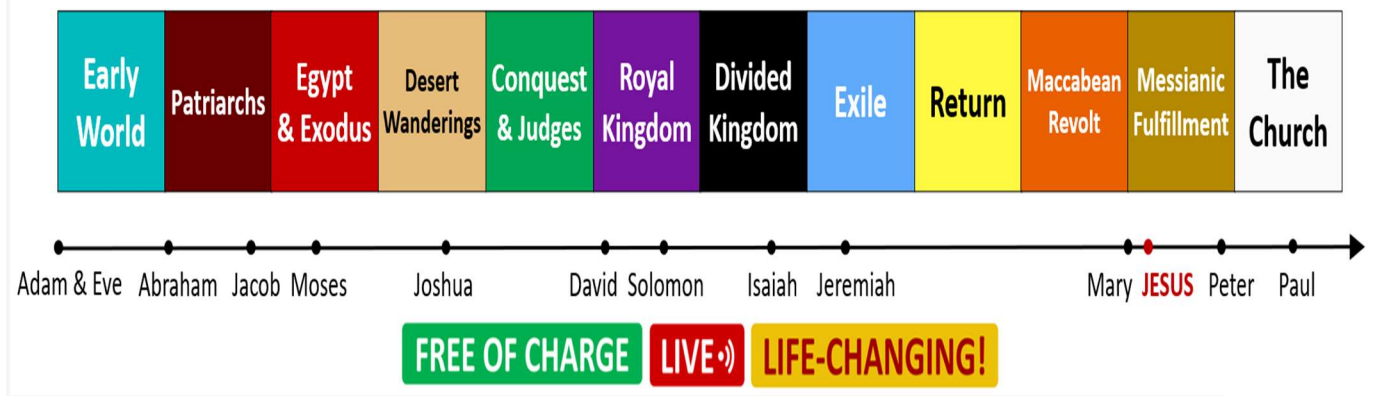 Early
World
Patriarchs
Egypt
& Exodus
Desert
Wanderings
Conquest
& Judges
Royal
Kingdom
Divided
Kingdom
Exile
Return
Maccabean
Revolt
Messianic
Fulfillment
The
Church
Adam & Eve Abraham Jacob Moses Joshua David Solomon Isaiah Jeremiah Mary JESUS Peter Paul
FREE OF CHARGE LIVE LIFE-CHANGING!